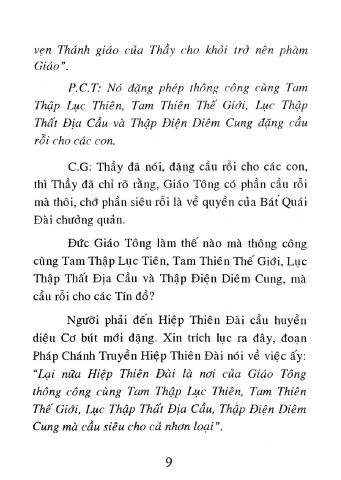 vẹn Thánh giáo của Thầy cho khỏi trở nên phàm
Giáo”.
P.C.T: Nó đặng phép thông công cùng Tam
Thập Lục Thiên, Tam Thiên Thế Giới, Lục Thập
Thất Địa Cầu và Thập Điện Diêm Cung đặng cầu
rỗi cho các con.
C.G: Thầy đã nói, đặng cầu rỗi cho các con,
thì Thầy đã chỉ rõ rằng, Giáo Tông có phần cầu rỗi
mà thôi, chớ phần siêu rỗi là về quyền của Bát Quái
Đài chưởng quản.
Đức Giáo Tông làm thế nào mà thông công
cùng Tam Thập Lục Tiên, Tam Thiên Thế Giới, Lục
Thập Thất Địa Cầu và Thập Điện Diêm Cung, mà
cầu rỗi cho các Tín đồ?
Người phải đến Hiệp Thiên Đài cầu huyền
diệu Cơ bút mới đặng. Xin trích lục ra đây, đoạn
Pháp Chánh Truyền Hiệp Thiên Đài nói về việc ấy:
“Lại nữa Hiệp Thiên Đài là nơi của Giáo Tông
thông công cùng Tam Thập Lục Thiên, Tam Thiên
Thế Giới, Lục Thập Thất Địa Cầu, Thập Điện Diêm
Cung mà cầu siêu cho cả nhơn loại”.
9